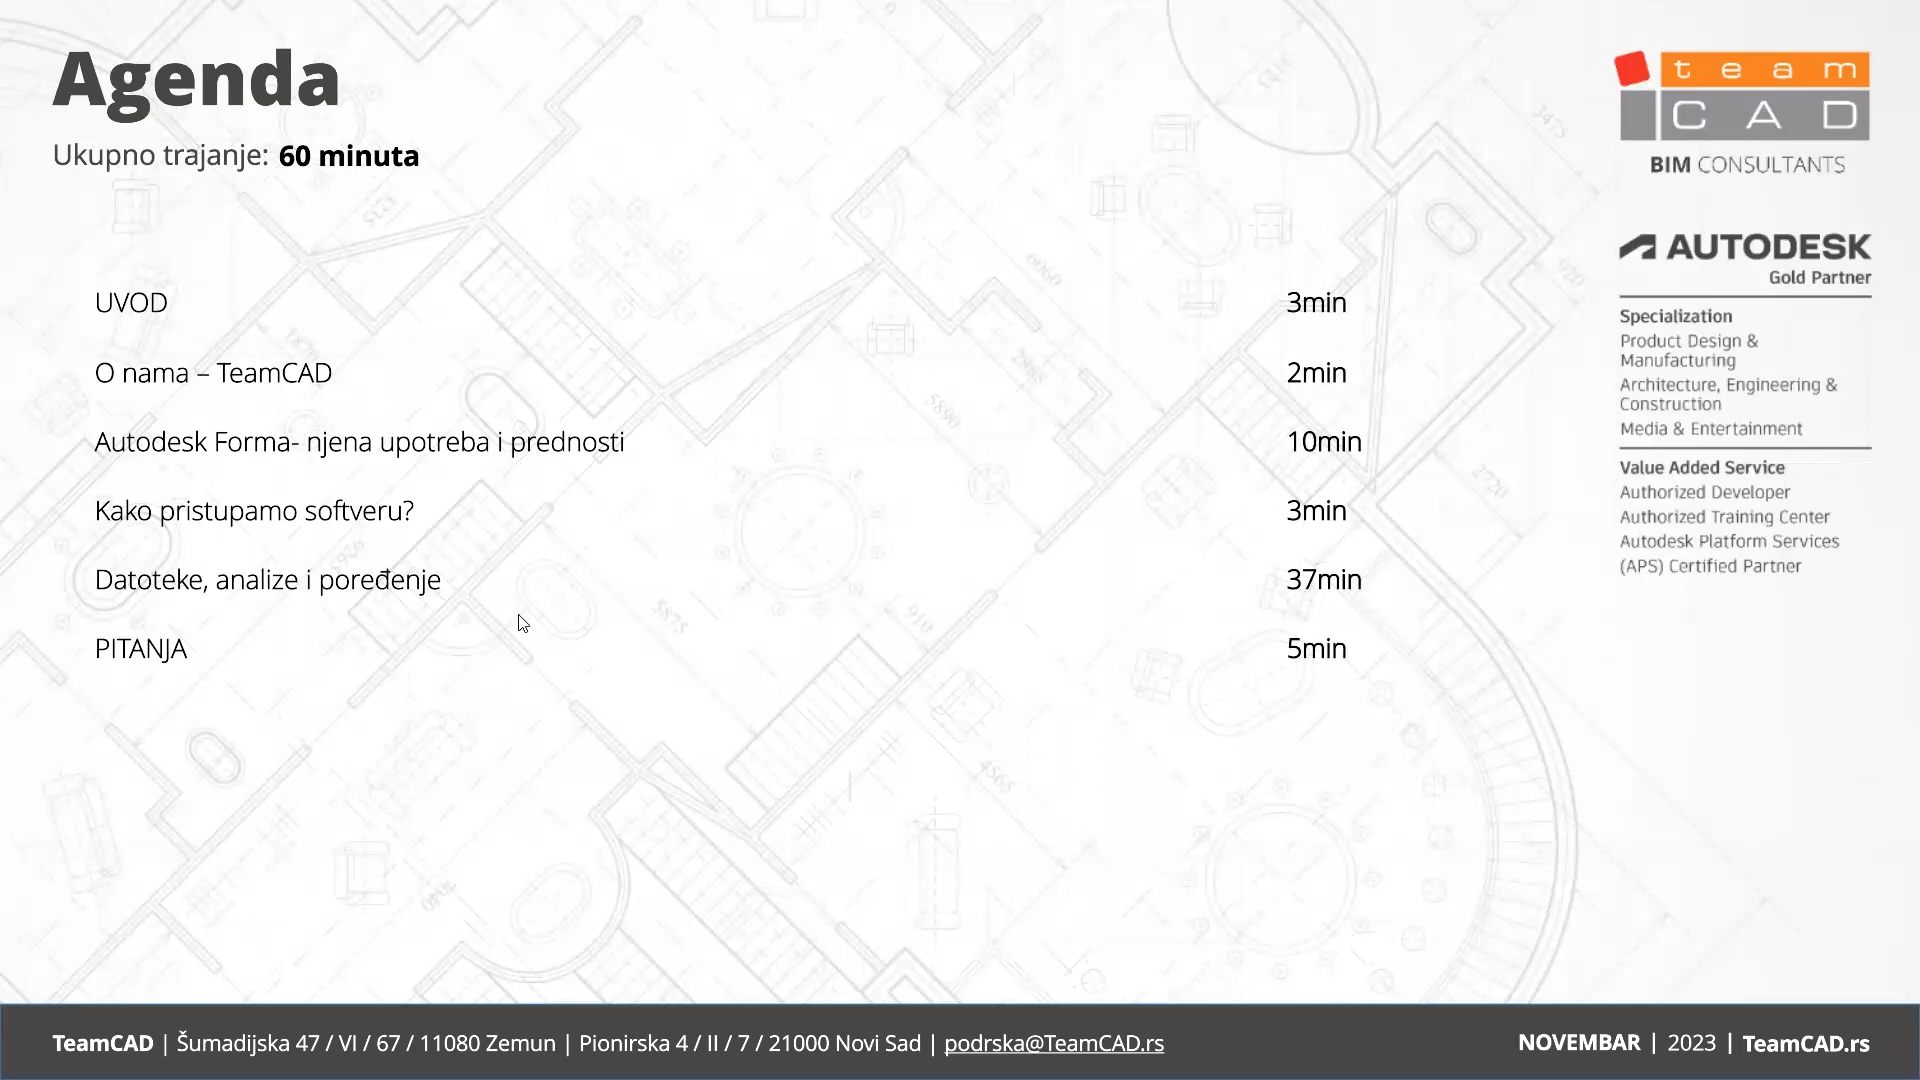 Agenda
Ukupno trajanje: 60 minuta
team
CAD
BIM CONSULTANTS
AUTODESK
Gold Partner
Specialization
Product Design &
Manufacturing
Architecture, Engineering &
Construction
Media & Entertainment
Value Added Service
Authorized Developer
Authorized Training Center
Autodesk Platform Services
(APS) Certified Partner
UVOD 3min
O nama – TeamCAD 2min
Autodesk Forma- njena upotreba i prednosti 10min
Kako pristupamo softveru? 3min
Datoteke, analize i poređenje 37min
PITANJA 5min
TeamCAD | Šumadijska 47 / VI / 67 / 11080 Zemun | Pionirska 4 / II / 7 / 21000 Novi Sad | podrska@TeamCAD.rs
NOVEMBAR | 2023 | TeamCAD.rs